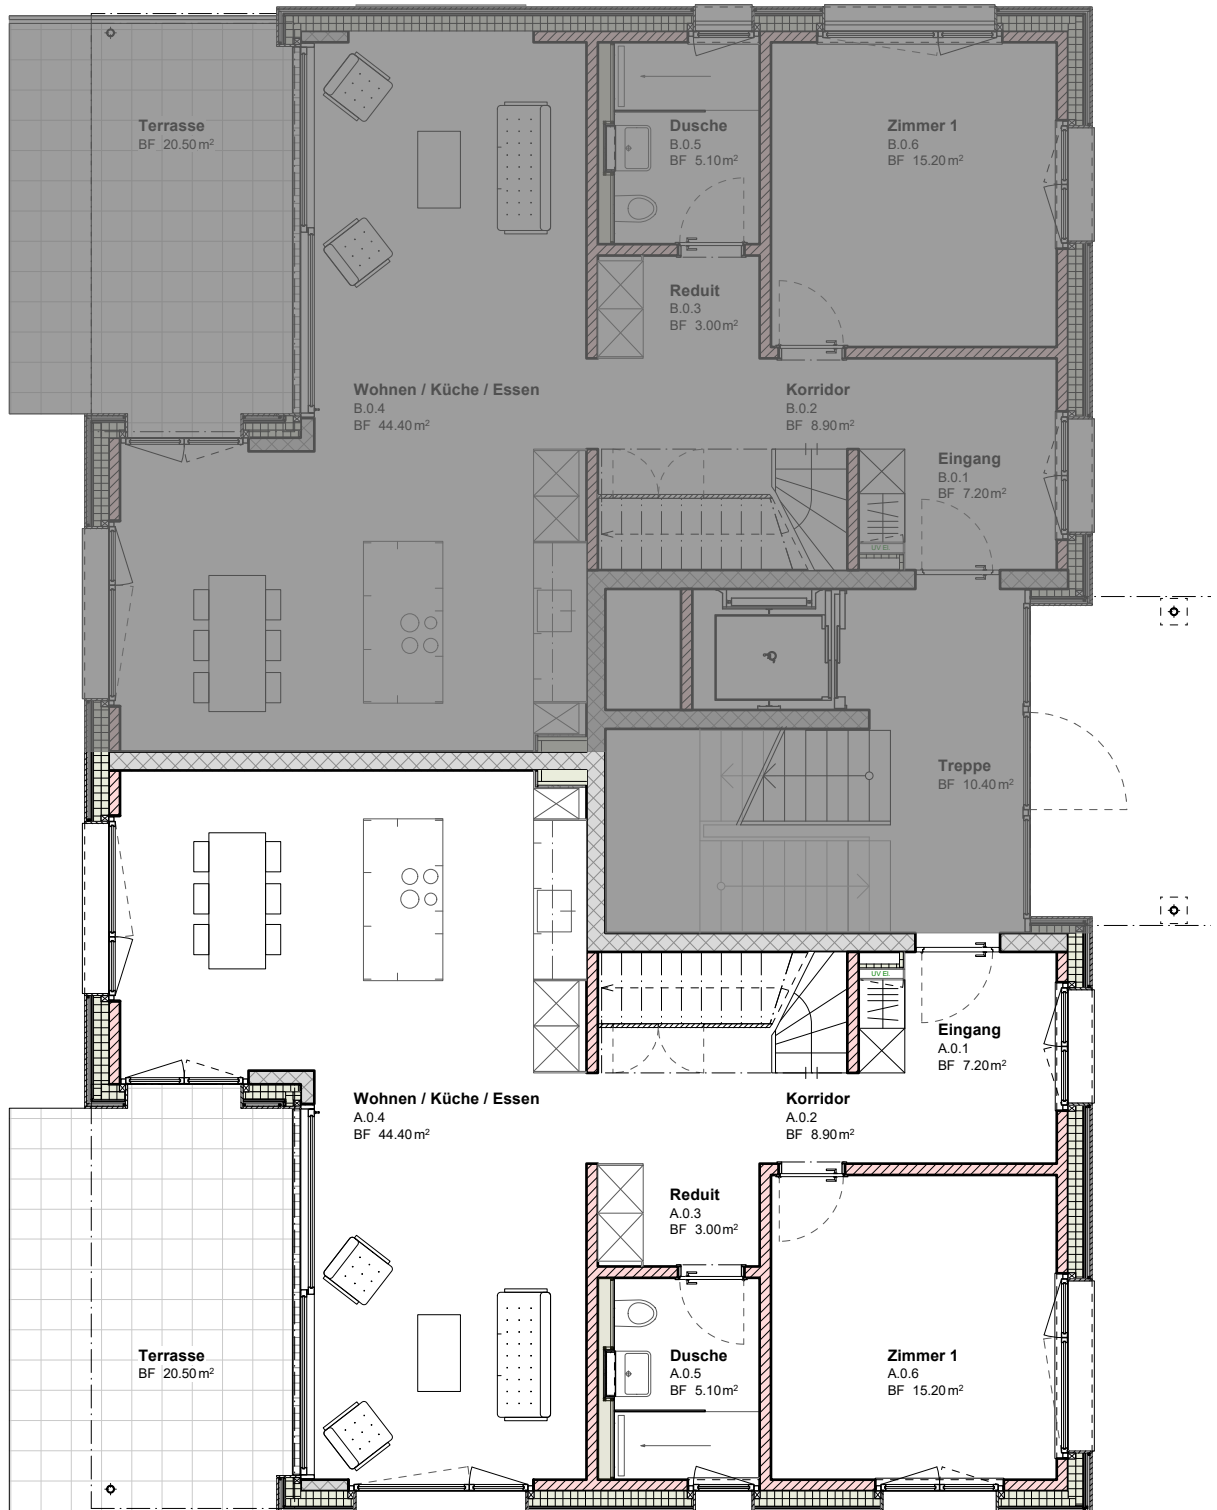 Terrasse
BF 20.50 m²
Dusche
B.0.5
BF 5.10 m²
Zimmer 1
B.0.6
BF 15.20 m²
Reduit
B.0.3
BF 3.00 m²
Wohnen / Küche / Essen
B.0.4
BF 44.40 m²
Korridor
B.0.2
BF 8.90 m²
Eingang
B.0.1
BF 7.20 m²
UV El.
Treppe
BF 10.40 m²
UV El.
Eingang
A.0.1
BF 7.20 m²
Wohnen / Küche / Essen
A.0.4
BF 44.40 m²
Korridor
A.0.2
BF 8.90 m²
Reduit
A.0.3
BF 3.00 m²
Terrasse
BF 20.50 m²
Dusche
A.0.5
BF 5.10 m²
Zimmer 1
A.0.6
BF 15.20 m²